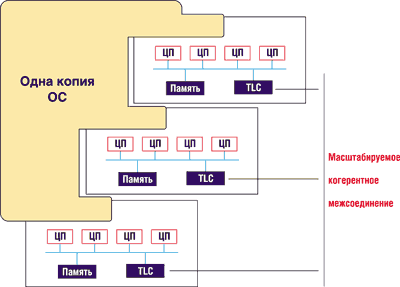 ЦП ЦП ЦП ЦП
Память TLC
Одна копия
ОС
ЦП ЦП ЦП ЦП
Память TLC
Масштабируемое
когерентное
межсоединение
ЦП ЦП ЦП ЦП
Память TLC